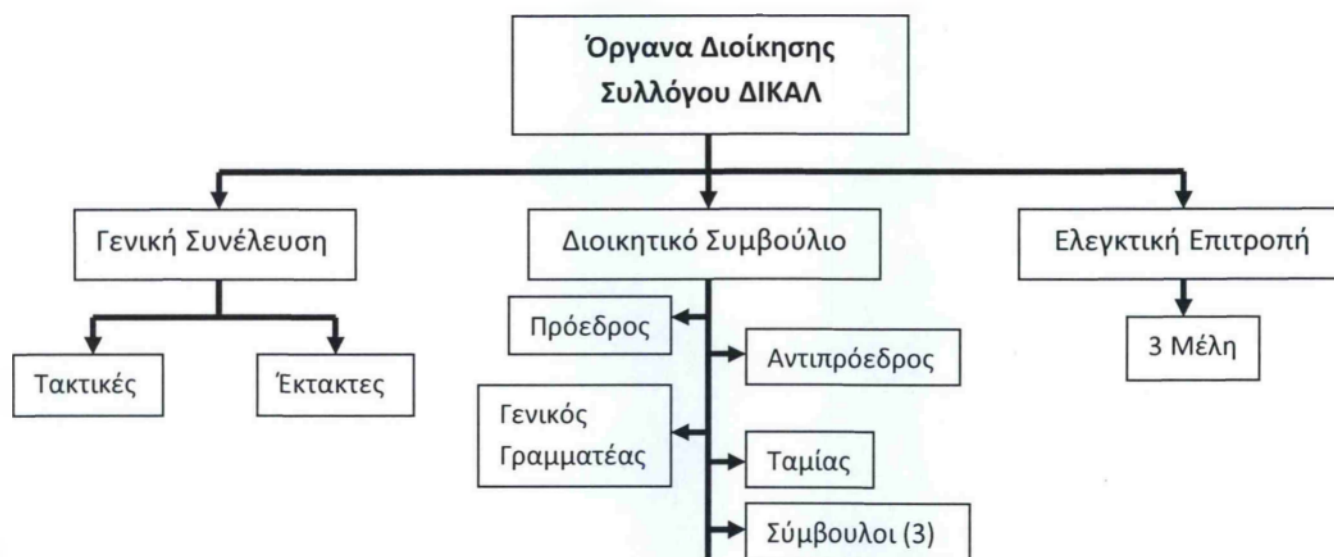 Όργανα Διοίκησης
Συλλόγου ΔΙΚΑΛ
Γενική Συνέλευση
Διοικητικό Συμβούλιο
Ελεγκτική Επιτροπή
Τακτικές
Έκτακτες
Πρόεδρος
Αντιπρόεδρος
Γενικός
Γραμματέας
Ταμίας
Σύμβουλοι (3)
3 Μέλη